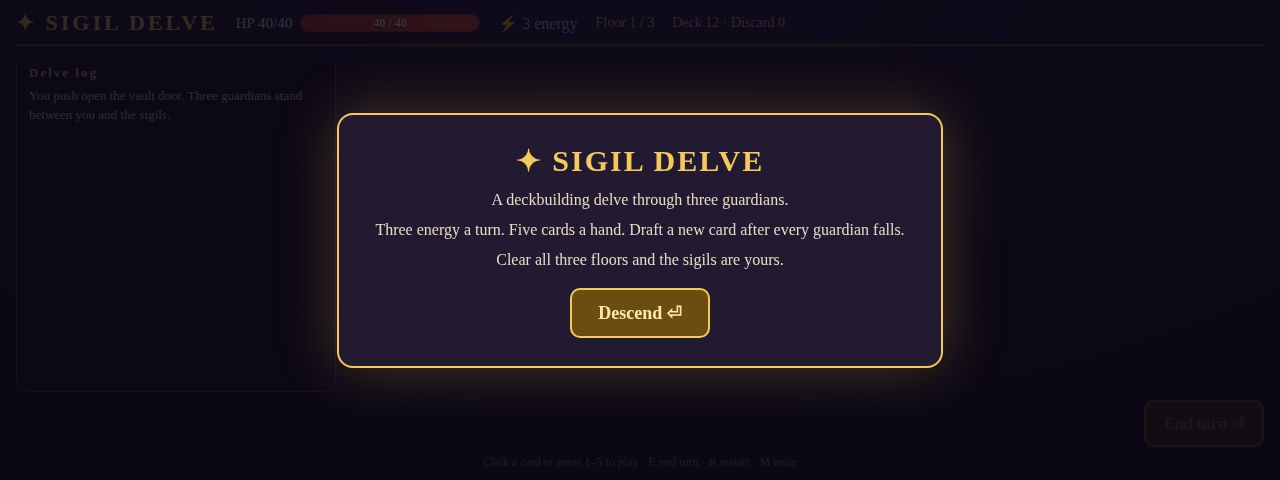 ✦ SIGIL DELVE HP 40/40 40 / 40 ⚡ 3 energy Floor 1 / 3 Deck 12 · Discard 0
Delve log
You push open the vault door. Three guardians stand
between you and the sigils.
✦ SIGIL DELVE
A deckbuilding delve through three guardians.
Three energy a turn. Five cards a hand. Draft a new card after every guardian falls.
Clear all three floors and the sigils are yours.
Descend ⏎
End turn ⏎
Click a card or press 1–5 to play · E end turn · R restart · M mute